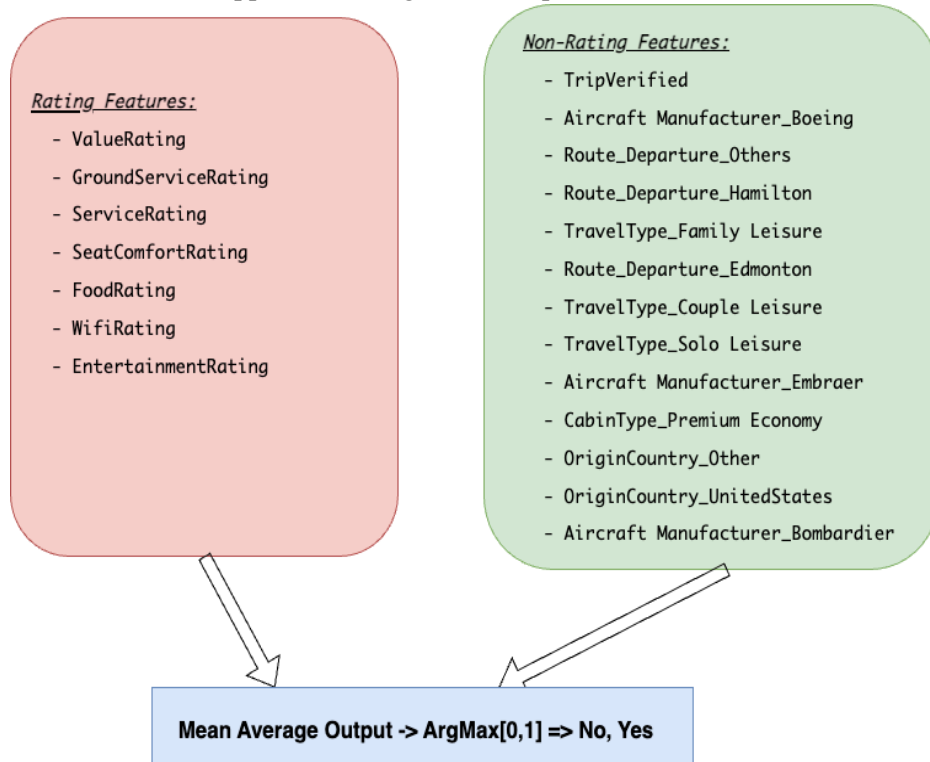 Rating Features:
- ValueRating
- GroundServiceRating
- ServiceRating
- SeatComfortRating
- FoodRating
- WifiRating
- EntertainmentRating
Non-Rating Features:
- TripVerified
- Aircraft Manufacturer_Boeing
- Route_Departure_Others
- Route_Departure_Hamilton
- TravelType_Family Leisure
- Route_Departure_Edmonton
- TravelType_Couple Leisure
- TravelType_Solo Leisure
- Aircraft Manufacturer_Embraer
- CabinType_Premium Economy
- OriginCountry_Other
- OriginCountry_UnitedStates
- Aircraft Manufacturer_Bombardier
Mean Average Output -> ArgMax[0,1] => No, Yes